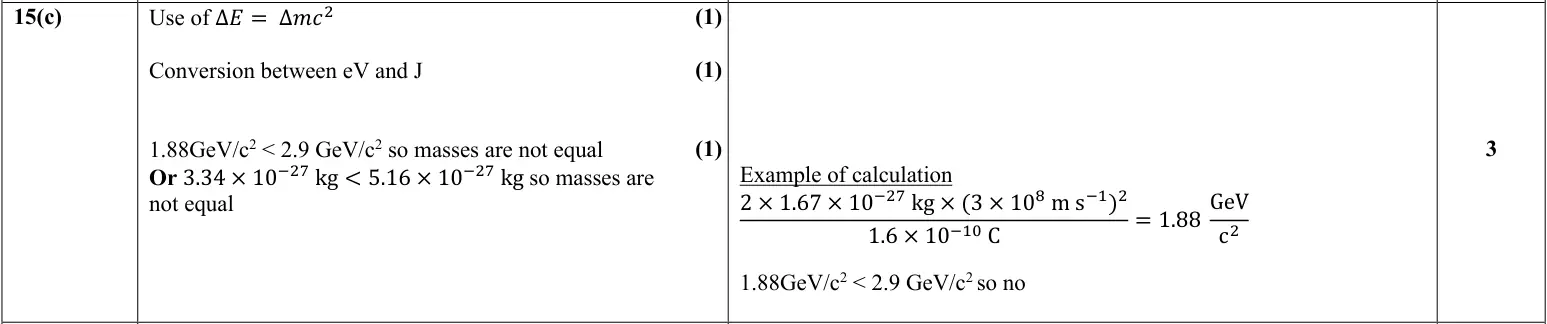 15(c)
Use of ΔE = Δmc² (1)
Conversion between eV and J (1)
1.88GeV/c² < 2.9 GeV/c² so masses are not equal (1)
Or 3.34 × 10⁻²⁷ kg < 5.16 × 10⁻²⁷ kg so masses are
not equal
Example of calculation
2 × 1.67 × 10⁻²⁷ kg × (3 × 10⁸ m s⁻¹)²
1.6 × 10⁻¹⁰ C
= 1.88 GeV/c²
1.88GeV/c² < 2.9 GeV/c² so no
3